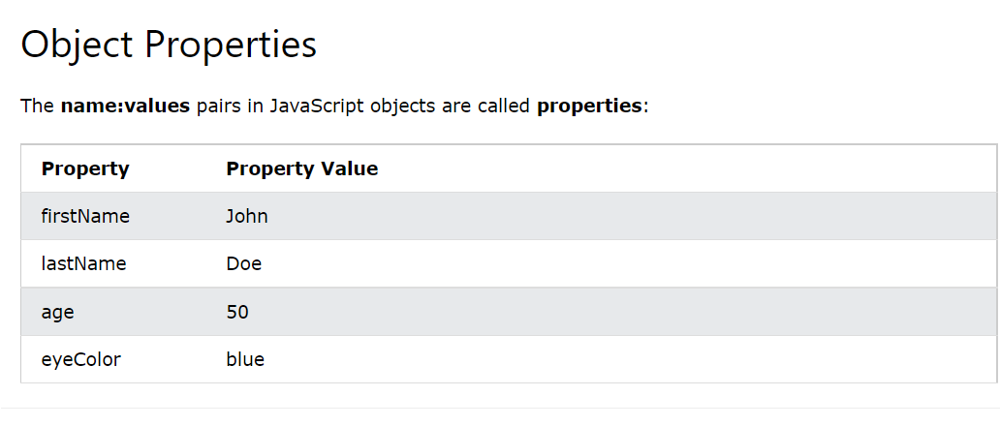 Object Properties
The name:values pairs in JavaScript objects are called properties:
Property Property Value
firstName John
lastName Doe
age 50
eyeColor blue